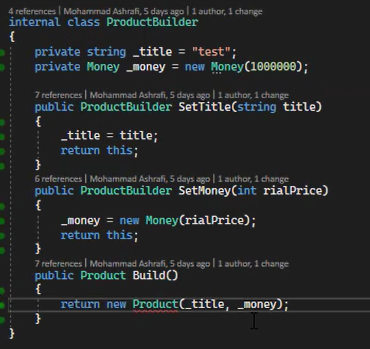 4 references | Mohammad Ashrafi, 5 days ago | 1 author, 1 change
internal class ProductBuilder
{
private string _title = "test";
private Money _money = new Money(1000000);
7 references | Mohammad Ashrafi, 5 days ago | 1 author, 1 change
public ProductBuilder SetTitle(string title)
{
_title = title;
return this;
}
6 references | Mohammad Ashrafi, 5 days ago | 1 author, 1 change
public ProductBuilder SetMoney(int rialPrice)
{
_money = new Money(rialPrice);
return this;
}
7 references | Mohammad Ashrafi, 5 days ago | 1 author, 1 change
public Product Build()
{
return new Product(_title, _money);
}
}